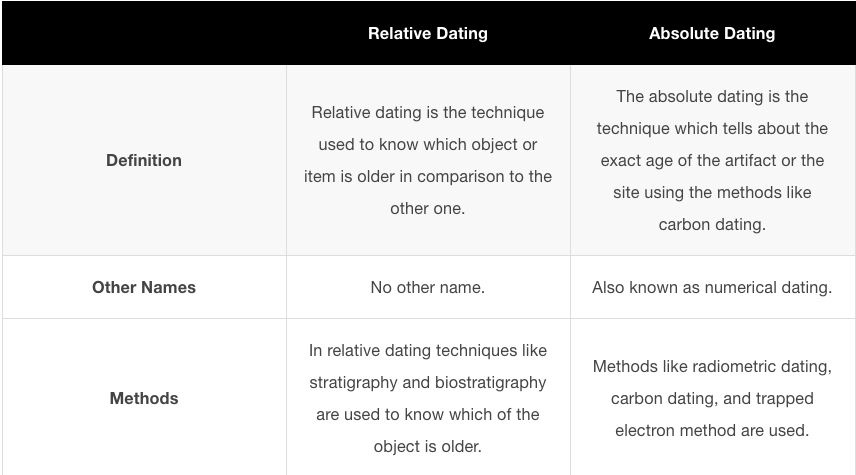 Relative Dating
Absolute Dating
Definition
Relative dating is the technique
used to know which object or
item is older in comparison to the
other one.
The absolute dating is the
technique which tells about the
exact age of the artifact or the
site using the methods like
carbon dating.
Other Names
No other name.
Also known as numerical dating.
Methods
In relative dating techniques like
stratigraphy and biostratigraphy
are used to know which of the
object is older.
Methods like radiometric dating,
carbon dating, and trapped
electron method are used.